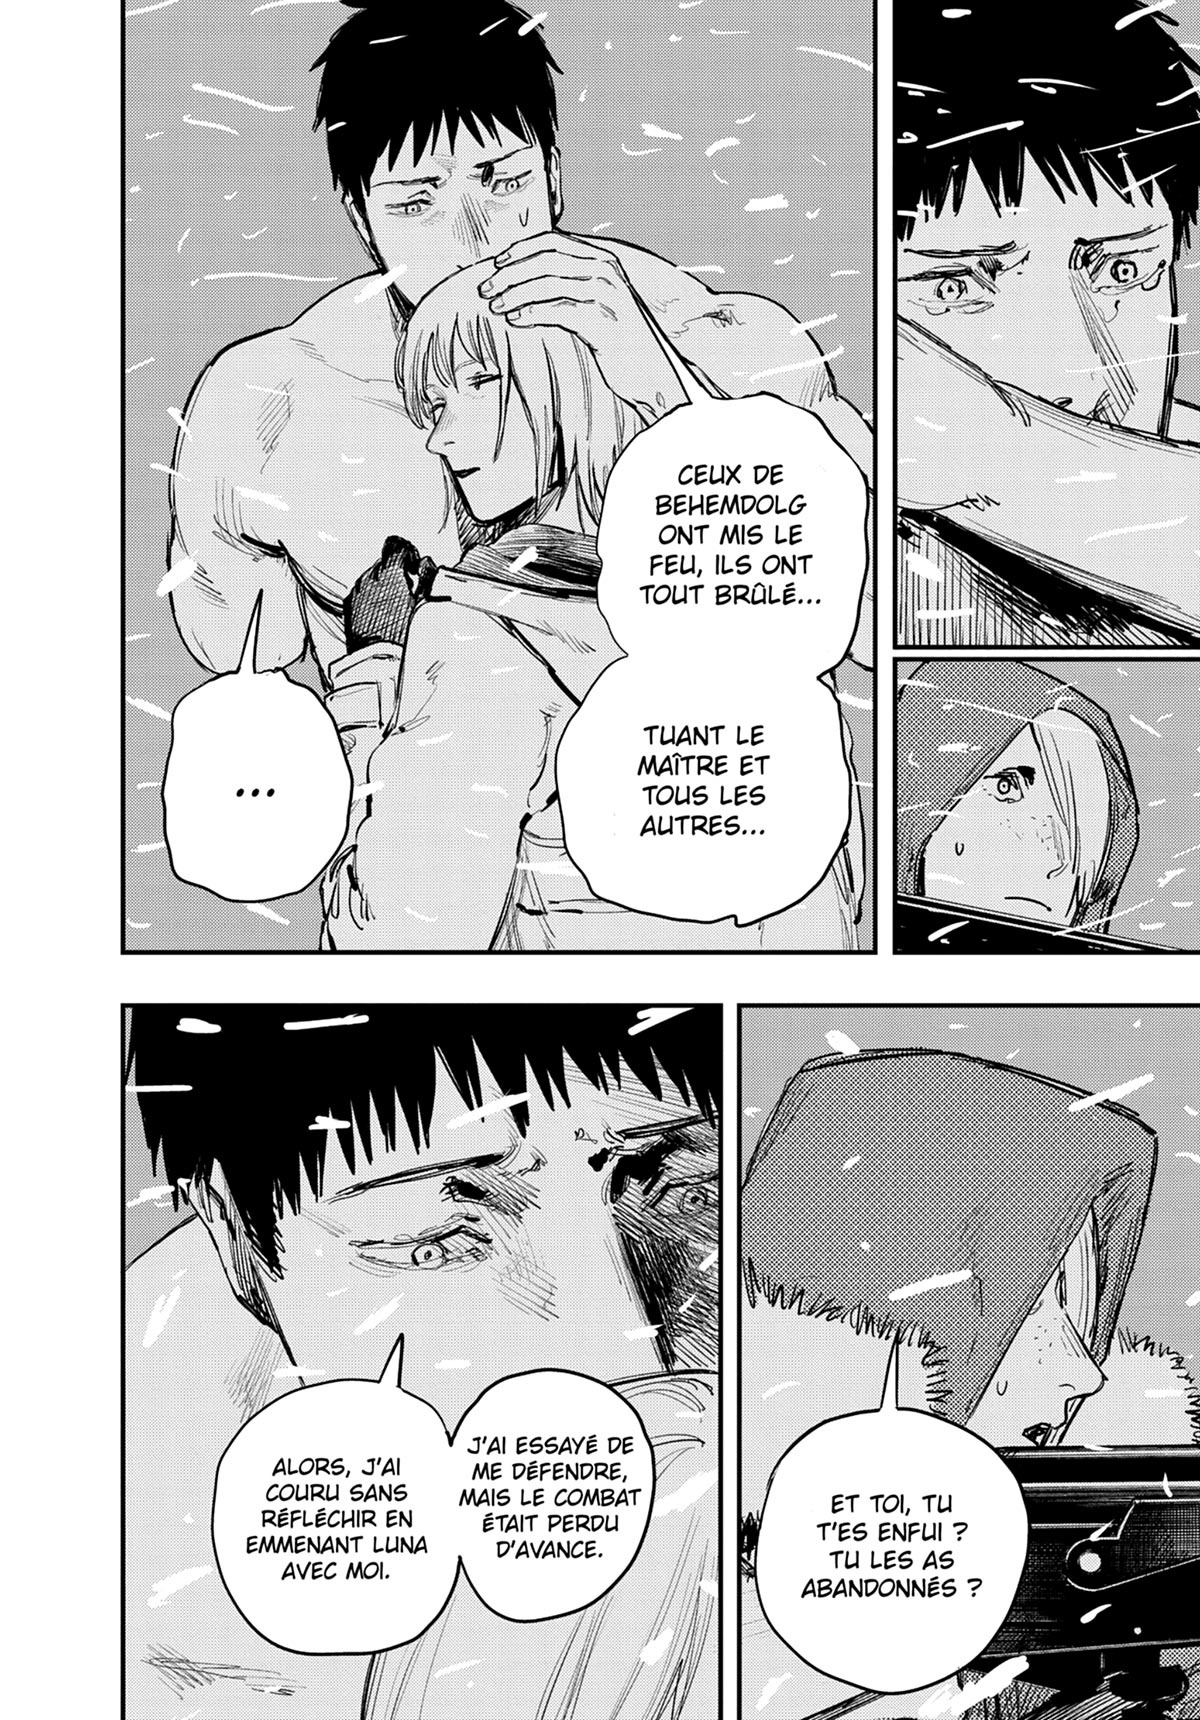 CEUX DE
BEHEMDOLG
ONT MIS LE
FEU, ILS ONT
TOUT BRÛLÉ...
TUANT LE
MAÎTRE ET
TOUS LES
AUTRES...
...
ET TOI, TU
T'ES ENFUI ?
TU LES AS
ABANDONNÉS ?
J'AI ESSAYÉ DE
ME DÉFENDRE,
MAIS LE COMBAT
ÉTAIT PERDU
D'AVANCE.
ALORS, J'AI
COURU SANS
RÉFLÉCHIR EN
EMMENANT LUNA
AVEC MOI.